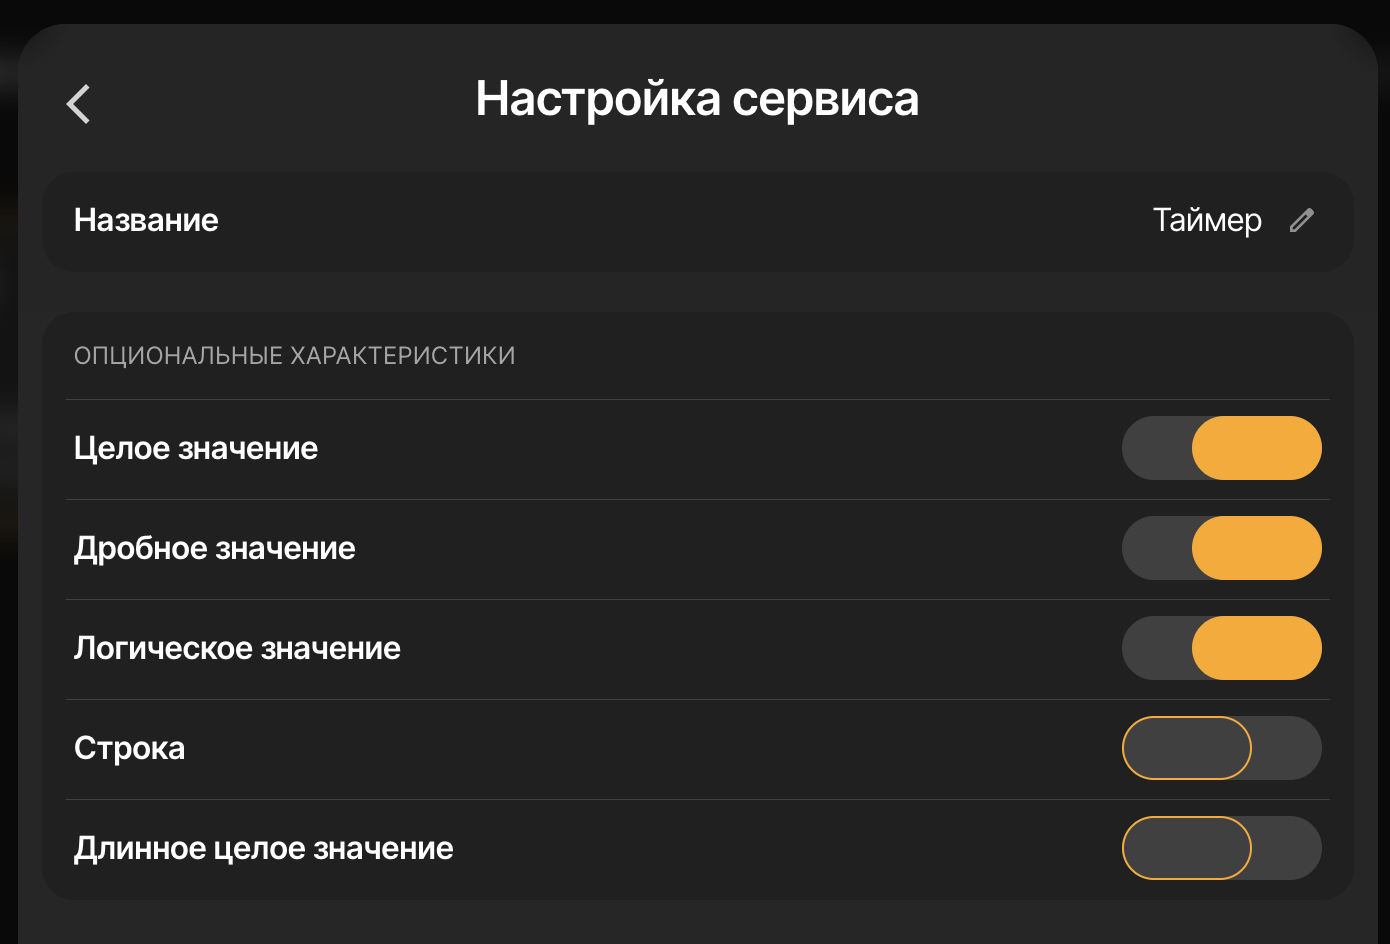 Настройка сервиса
Название
Таймер
ОПЦИОНАЛЬНЫЕ ХАРАКТЕРИСТИКИ
Целое значение
Дробное значение
Логическое значение
Строка
Длинное целое значение